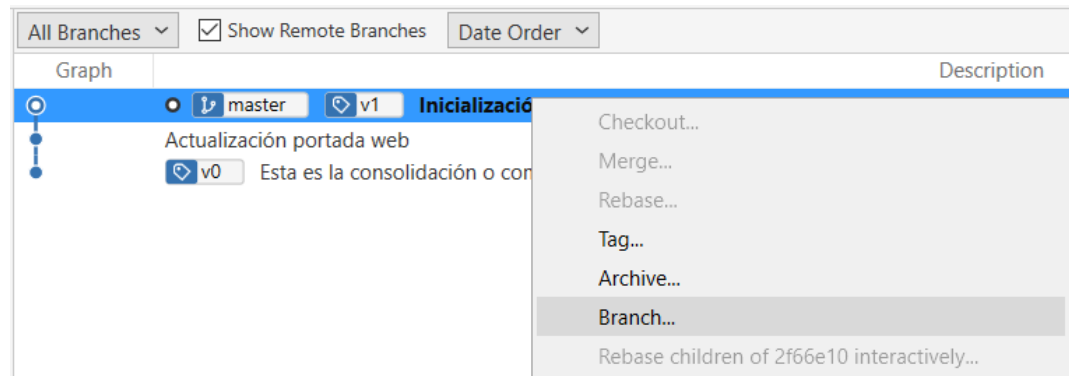 All Branches Show Remote Branches Date Order
Graph Description
master v1 Inicializació
Actualización portada web
v0 Esta es la consolidación o con
Checkout...
Merge...
Rebase...
Tag...
Archive...
Branch...
Rebase children of 2f66e10 interactively...